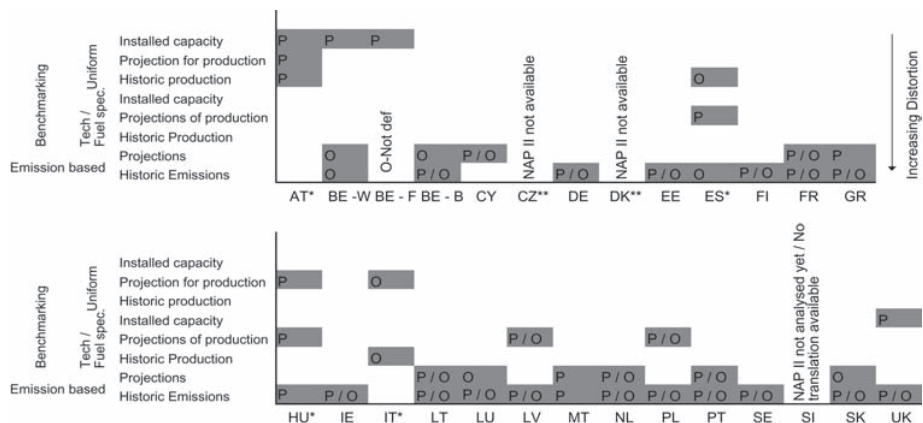 Installed capacity P P P
Projection for production P
Historic production P O
Installed capacity
Projections of production P
Historic Production
Projections O O P / O P / O P
Historic Emissions O P / O P / O P / O O P / O P / O P / O
Benchmarking
Uniform
Tech /
Fuel spec.
Emission based
O-Not def
NAP II not available
NAP II not available
Increasing Distortion
AT* BE -W BE - F BE - B CY CZ** DE DK** EE ES* FI FR GR
Installed capacity
Projection for production P O
Historic production
Installed capacity P
Projections of production P P / O P / O
Historic Production O
Projections P / O O P P / O P / O O
Historic Emissions P P / O P / O P / O P / O P P / O P / O P / O P / O P / O P / O
Benchmarking
Uniform
Tech /
Fuel spec.
Emission based
NAP II not analysed yet / No
translation available
HU* IE IT* LT LU LV MT NL PL PT SE SI SK UK